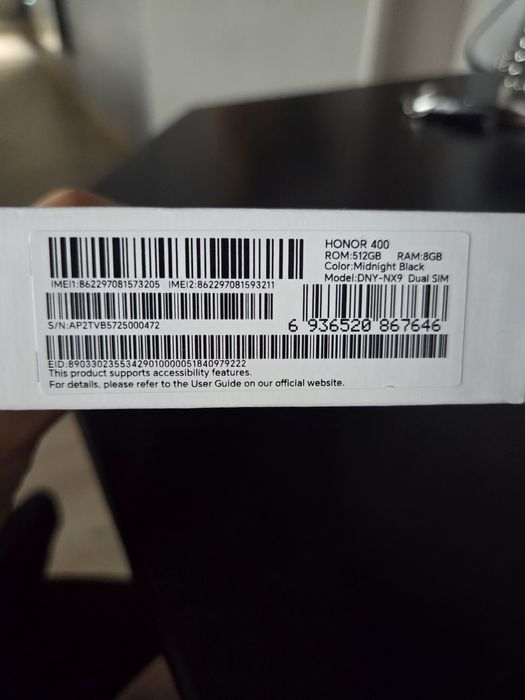 HONOR 400
ROM:512GB RAM:8GB
Color:Midnight Black
Model:DNY-NX9 Dual SIM
IMEI1:862297081573205 IMEI2:862297081593211
S/N:AP2TVB5725000472
6 936520 867646
EID:89033023553429010000051840979222
This product supports accessibility features.
For details, please refer to the User Guide on our official website.